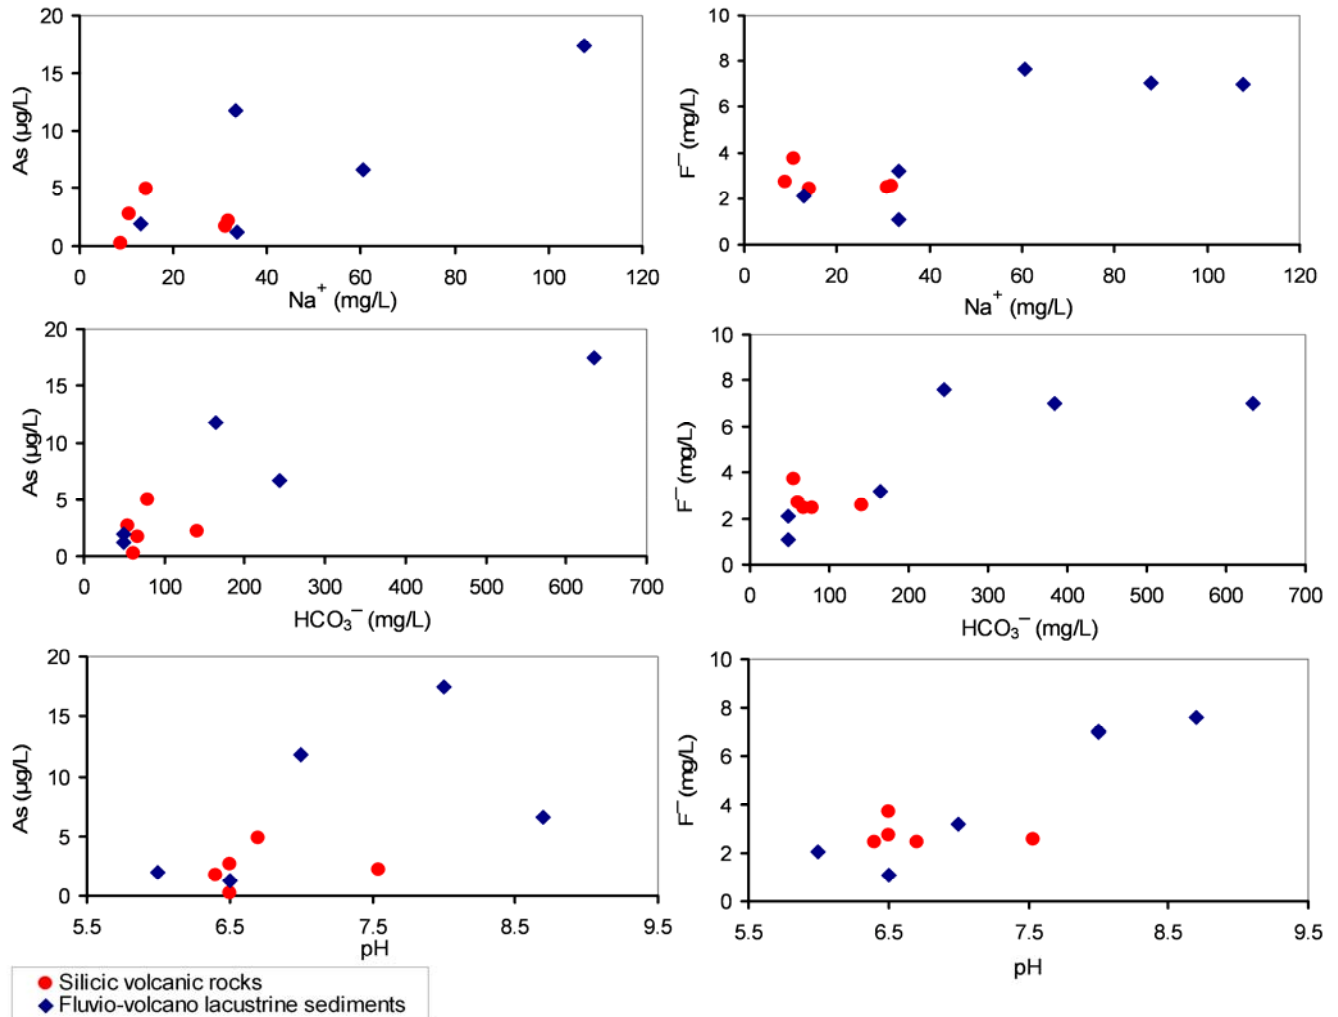 20
15
10
5
0
As (µg/L)
0 20 40 60 80 100 120
Na⁺ (mg/L)
10
8
6
4
2
0
F⁻ (mg/L)
0 20 40 60 80 100 120
Na⁺ (mg/L)
20
15
10
5
0
As (µg/L)
0 100 200 300 400 500 600 700
HCO₃⁻ (mg/L)
10
8
6
4
2
0
F⁻ (mg/L)
0 100 200 300 400 500 600 700
HCO₃⁻ (mg/L)
20
15
10
5
0
As (µg/L)
5.5 6.5 7.5 8.5 9.5
pH
10
8
6
4
2
0
F⁻ (mg/L)
5.5 6.5 7.5 8.5 9.5
pH
Silicic volcanic rocks
Fluvio-volcano lacustrine sediments